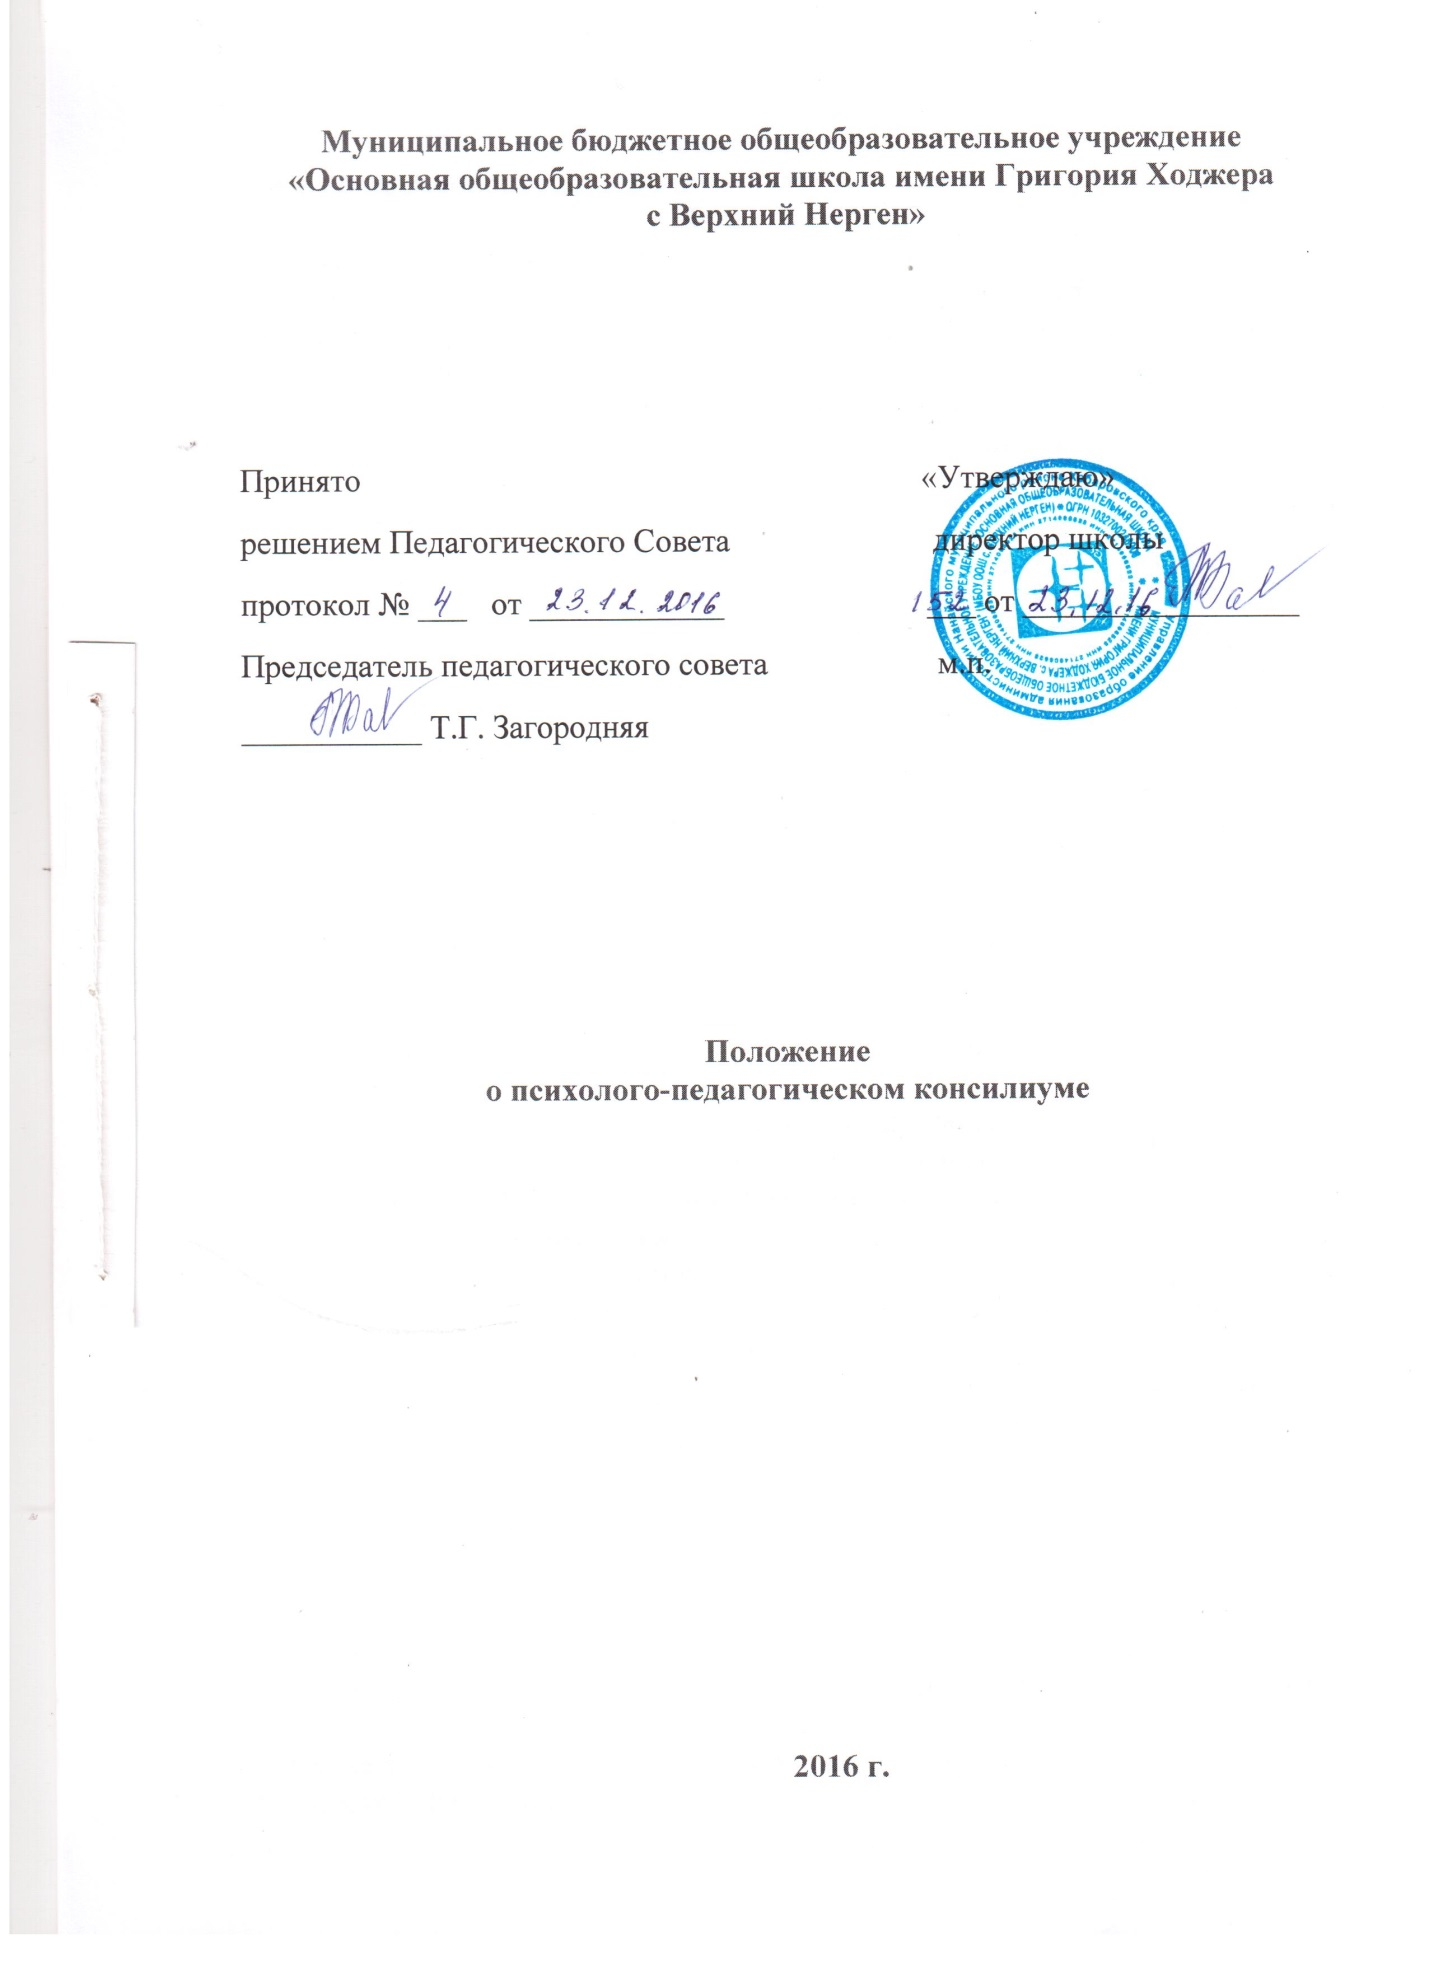 Муниципальное бюджетное общеобразовательное учреждение
«Основная общеобразовательная школа имени Григория Ходжера
с Верхний Нерген»
Принято
«Утверждаю»
решением Педагогического Совета
директор школы
протокол № 4 от 23.12.2016
152 от 23.12.16
Председатель педагогического совета
м.п.
Т.Г. Загородняя
Положение
о психолого-педагогическом консилиуме
2016 г.